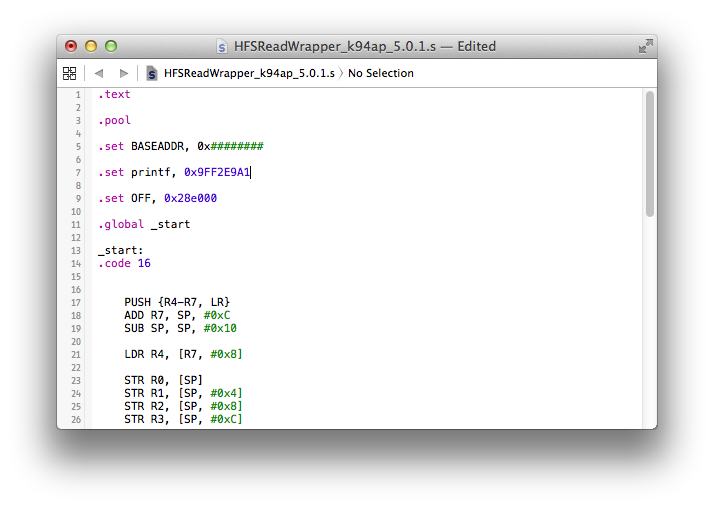 HFSReadWrapper_k94ap_5.0.1.s — Edited
HFSReadWrapper_k94ap_5.0.1.s 〉 No Selection
1 .text
2
3 .pool
4
5 .set BASEADDR, 0x########
6
7 .set printf, 0x9FF2E9A1
8
9 .set OFF, 0x28e000
10
11 .global _start
12
13 _start:
14 .code 16
15
16
17 PUSH {R4-R7, LR}
18 ADD R7, SP, #0xC
19 SUB SP, SP, #0x10
20
21 LDR R4, [R7, #0x8]
22
23 STR R0, [SP]
24 STR R1, [SP, #0x4]
25 STR R2, [SP, #0x8]
26 STR R3, [SP, #0xC]